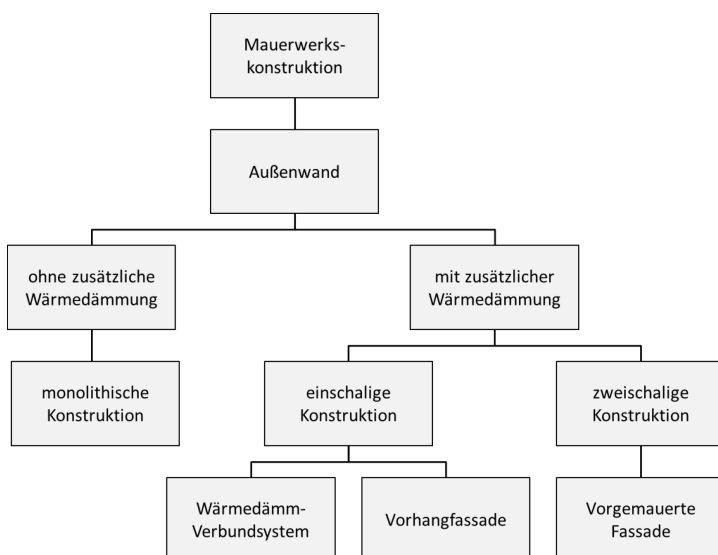 Mauerwerks-
konstruktion
Außenwand
ohne zusätzliche
Wärmedämmung
mit zusätzlicher
Wärmedämmung
monolithische
Konstruktion
einschalige
Konstruktion
zweischalige
Konstruktion
Wärmedämm-
Verbundsystem
Vorhangfassade
Vorgemauerte
Fassade